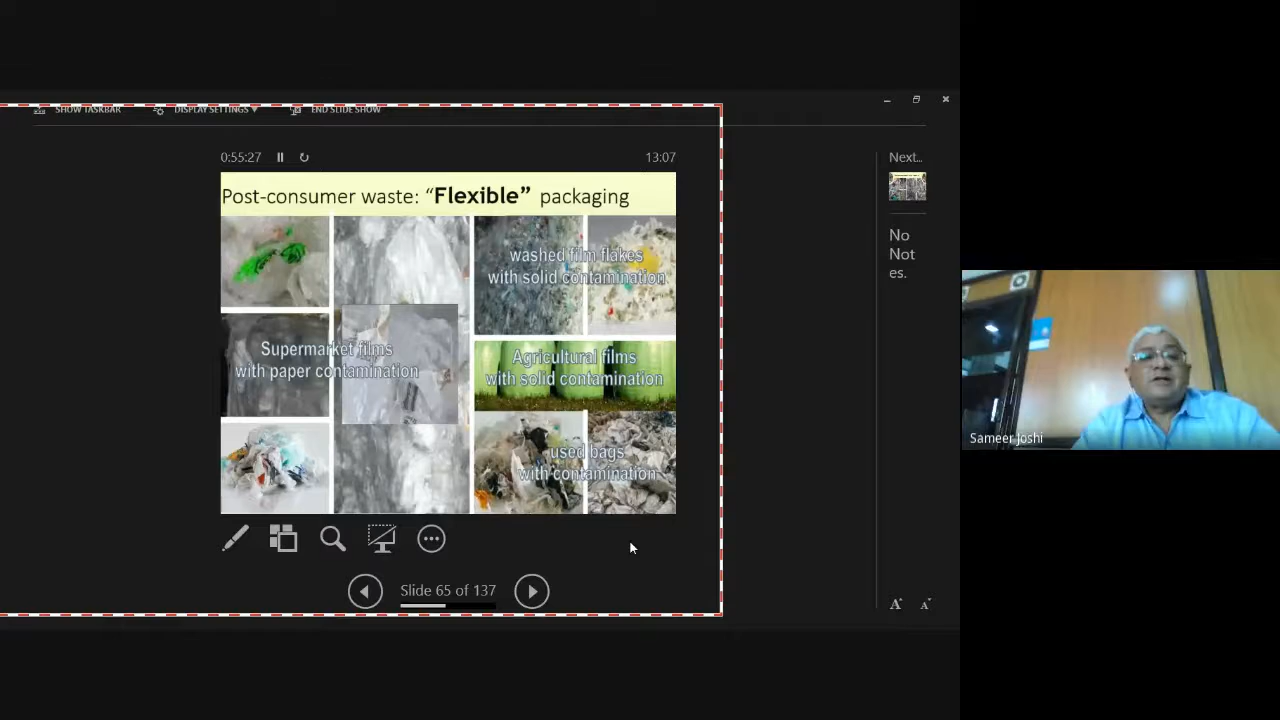 SHOW TASKBAR
DISPLAY SETTINGS
END SLIDE SHOW
0:55:27
13:07
Next...
Post-consumer waste: “Flexible” packaging
washed film flakes
with solid contamination
Supermarket films
with paper contamination
Agricultural films
with solid contamination
used bags
with contamination
No
Not
es.
Sameer Joshi
Slide 65 of 137
A
A